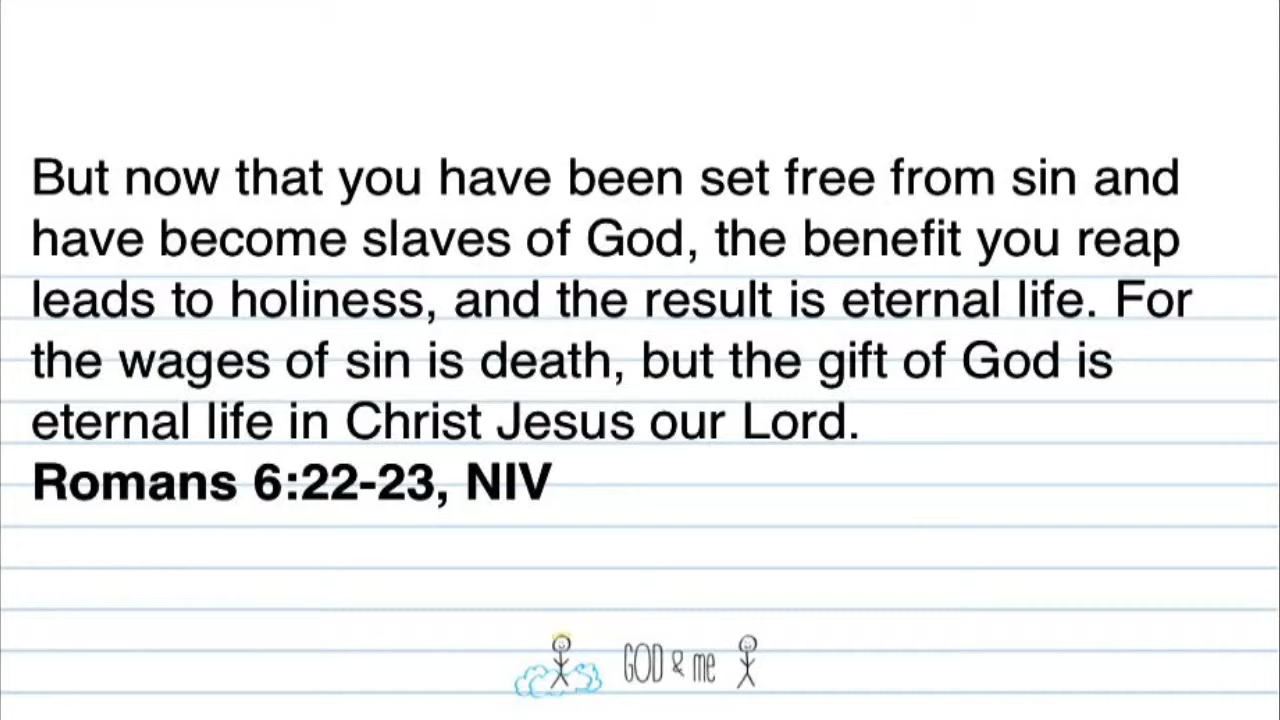 But now that you have been set free from sin and
have become slaves of God, the benefit you reap
leads to holiness, and the result is eternal life. For
the wages of sin is death, but the gift of God is
eternal life in Christ Jesus our Lord.
Romans 6:22-23, NIV
GOD & me